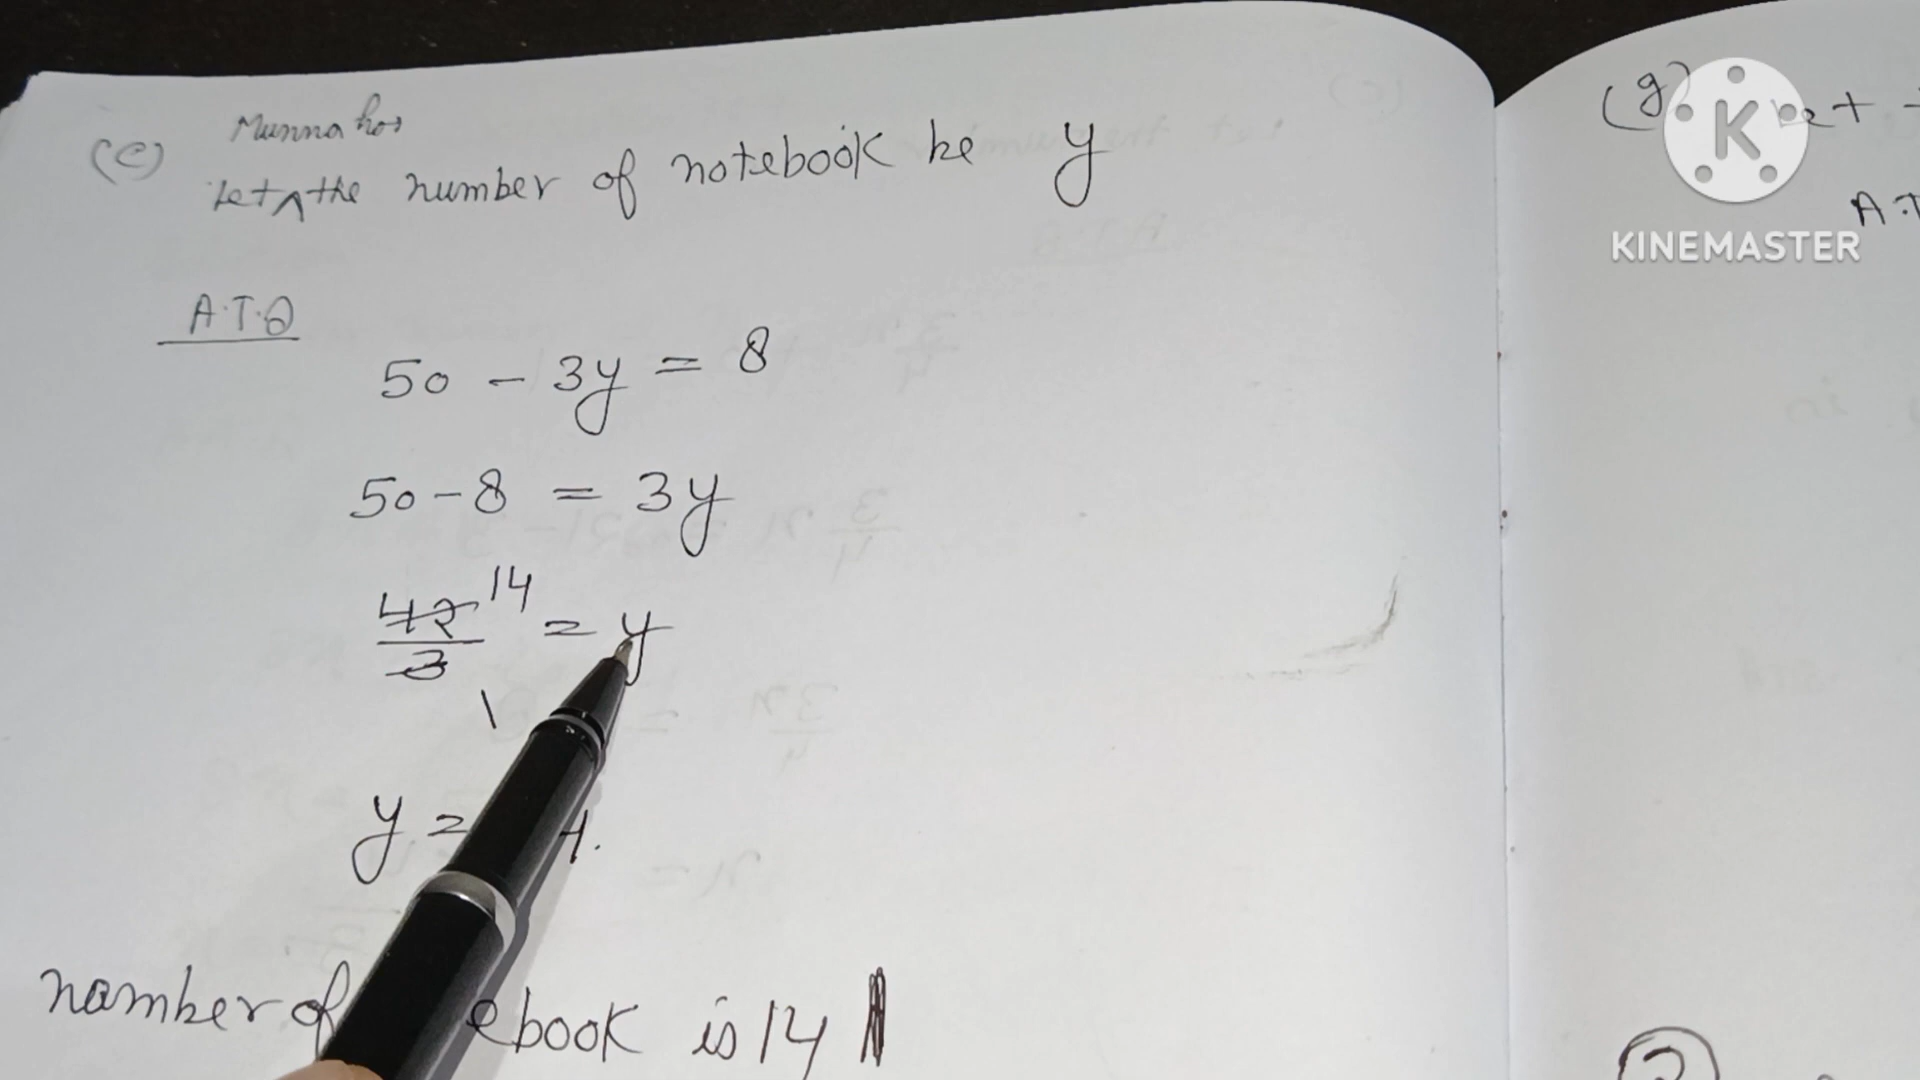 (e) Munna has
Let ^ the number of notebook be y
A.T.Q
50 - 3y = 8
50 - 8 = 3y
42/3 14 = y
1
y =
number of ebook is 14
(g)
A.T
KINEMASTER